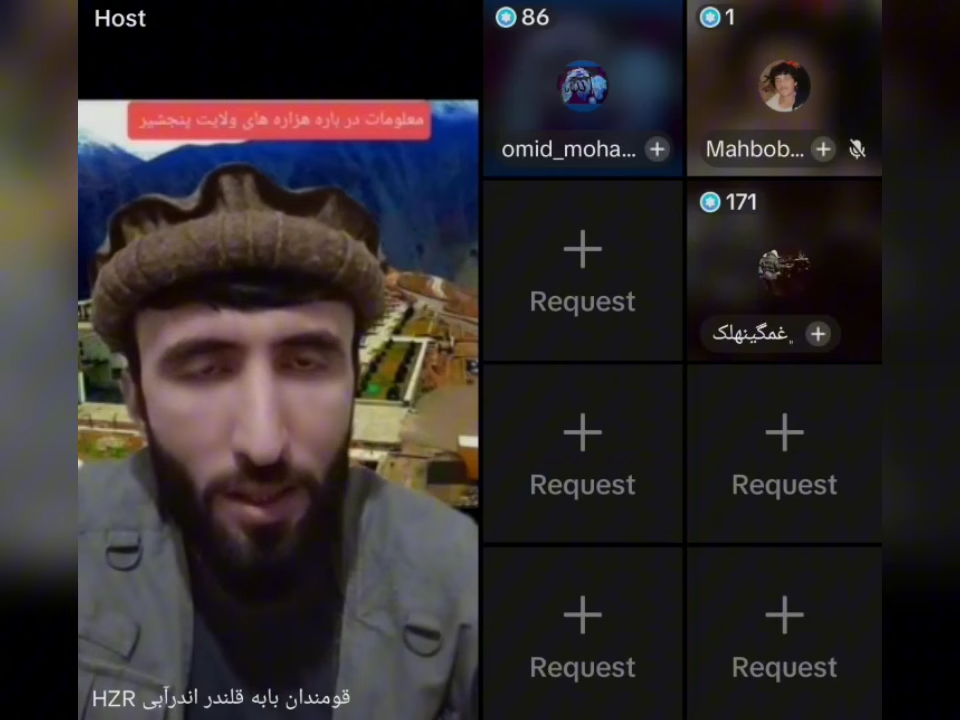 Host
معلومات در باره هزاره های ولایت پنجشیر
HZR قومندان بابه قلندر اندرآبی
86
omid_moha...
1
Mahbob...
Request
171
غمگینهلک
Request
Request
Request
Request